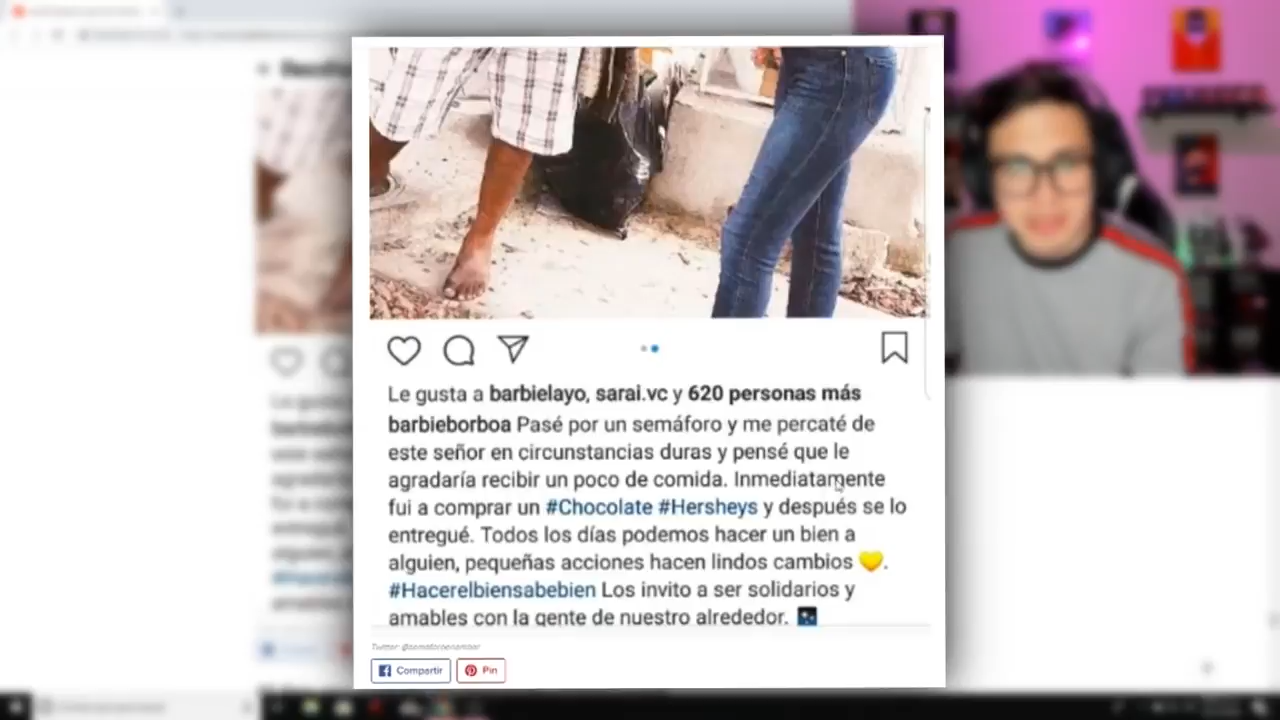 Le gusta a barbielayo, sarai.vc y 620 personas más
barbieborboa Pasé por un semáforo y me percaté de
este señor en circunstancias duras y pensé que le
agradaría recibir un poco de comida. Inmediatamente
fui a comprar un #Chocolate #Hersheys y después se lo
entregué. Todos los días podemos hacer un bien a
alguien, pequeñas acciones hacen lindos cambios 💛.
#Hacerelbiensabebien Los invito a ser solidarios y
amables con la gente de nuestro alrededor.
Compartir Pin